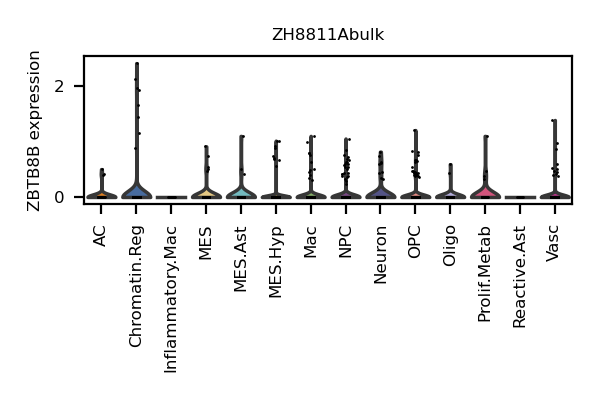 ZH8811Abulk
ZBTB8B expression
2
0
AC
Chromatin.Reg
Inflammatory.Mac
MES
MES.Ast
MES.Hyp
Mac
NPC
Neuron
OPC
Oligo
Prolif.Metab
Reactive.Ast
Vasc